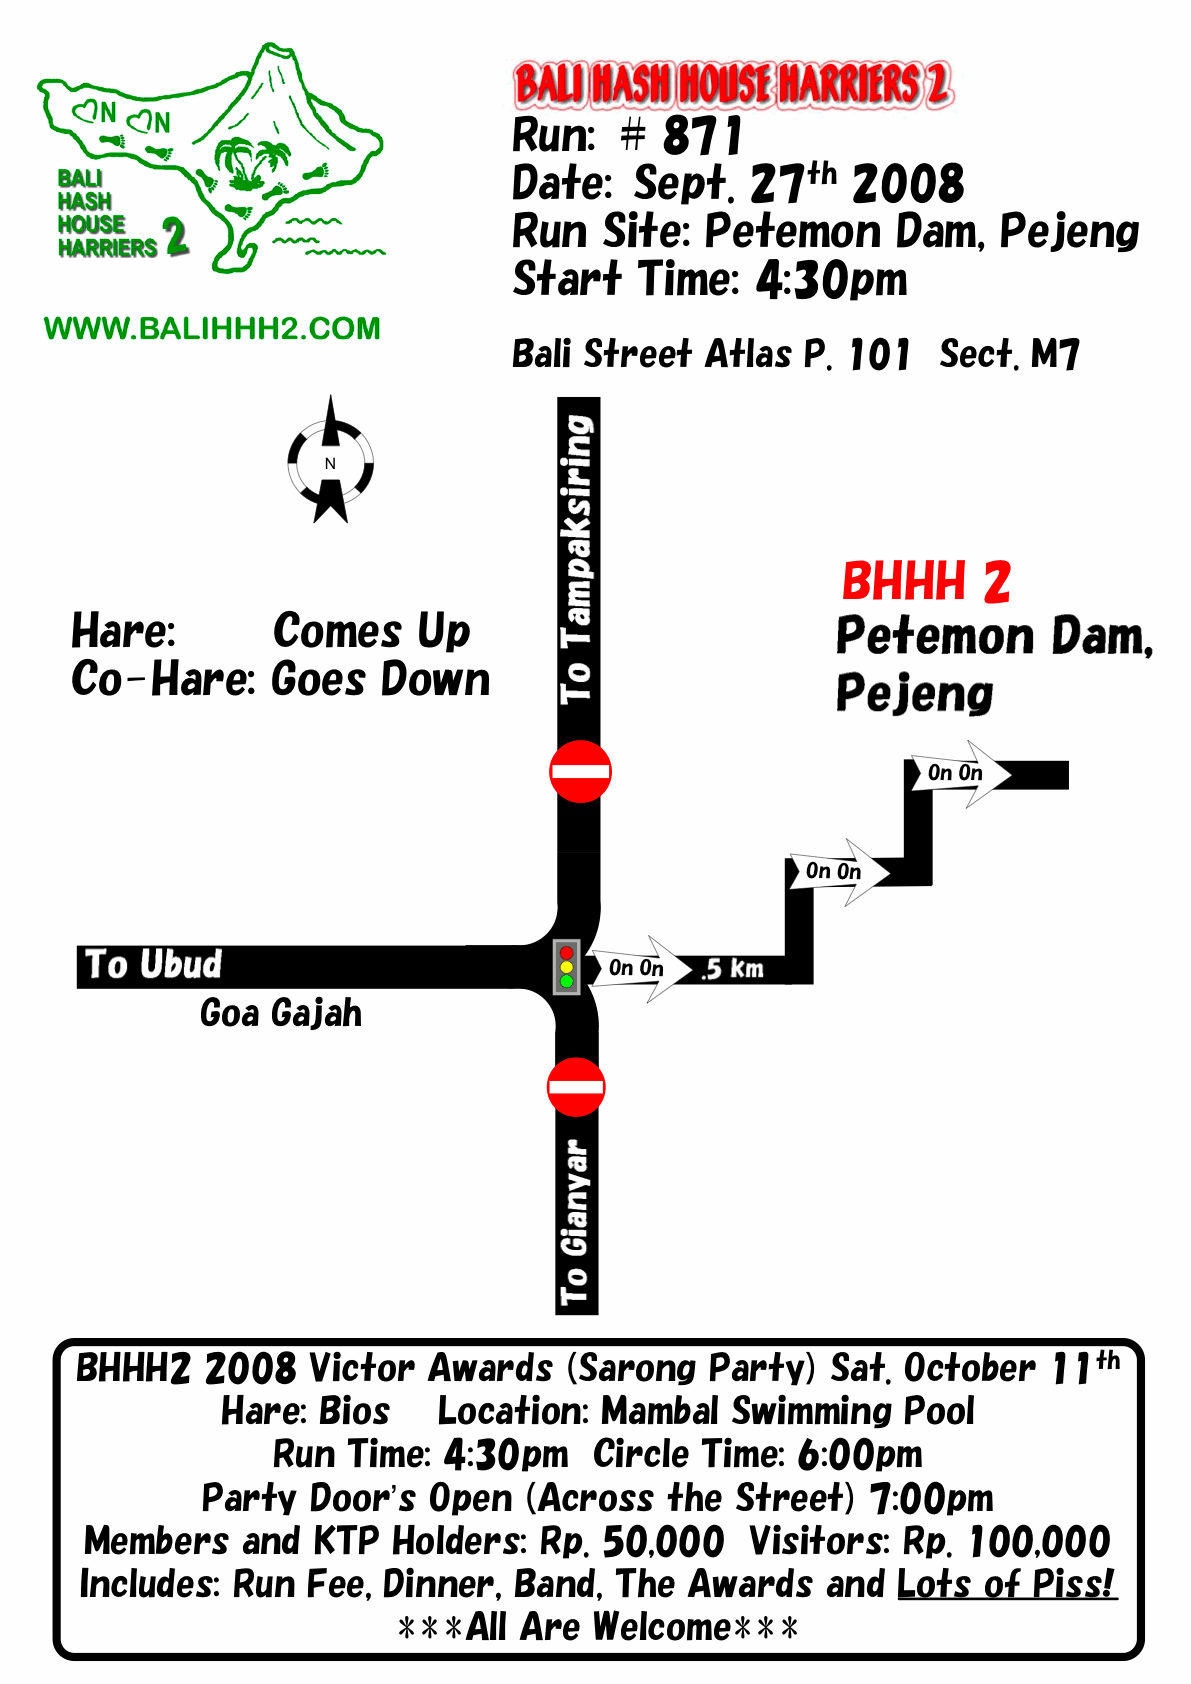 N
N
BALI
HASH
HOUSE
HARRIERS 2
WWW.BALIHHH2.COM
BALI HASH HOUSE HARRIERS 2
Run: # 871
Date: Sept. 27th 2008
Run Site: Petemon Dam, Pejeng
Start Time: 4:30pm
Bali Street Atlas P. 101 Sect. M7
N
To Tampaksiring
BHHH 2
Petemon Dam,
Pejeng
Hare: Comes Up
Co-Hare: Goes Down
On On
On On
To Ubud
On On
.5 km
Goa Gajah
To Gianyar
BHHH2 2008 Victor Awards (Sarong Party) Sat. October 11th
Hare: Bios Location: Mambal Swimming Pool
Run Time: 4:30pm Circle Time: 6:00pm
Party Door's Open (Across the Street) 7:00pm
Members and KTP Holders: Rp. 50,000 Visitors: Rp. 100,000
Includes: Run Fee, Dinner, Band, The Awards and Lots of Piss!
***All Are Welcome***